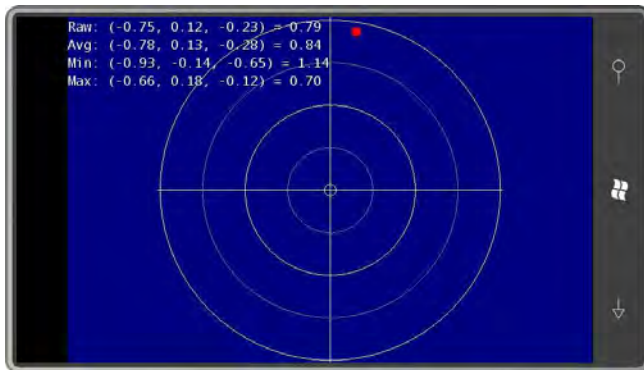 Raw: (-0.75, 0.12, -0.23) = 0.79
Avg: (-0.78, 0.13, -0.28) = 0.84
Min: (-0.93, -0.14, -0.65) = 1.14
Max: (-0.66, 0.18, -0.12) = 0.70